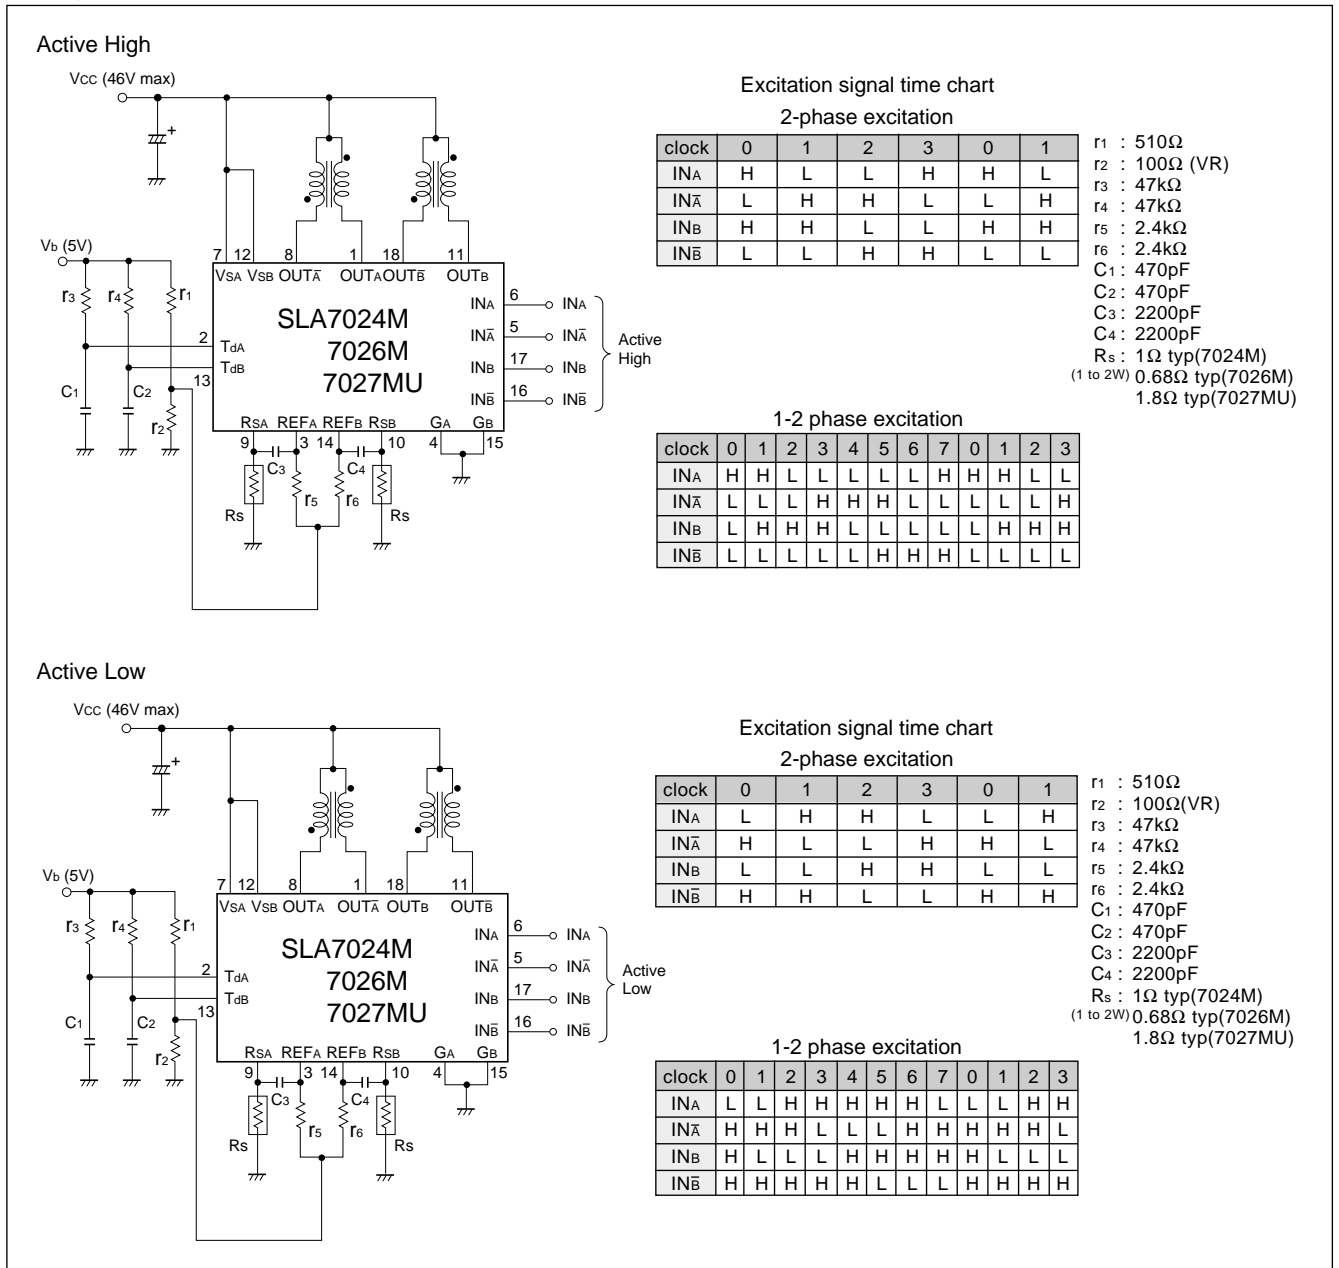 Active High
Vcc (46V max)
+
Vb (5V)
r3 r4 r1
7 12 8 1 18 11
VSA VSB OUTA̅ OUTA OUTB̅ OUTB
SLA7024M
7026M
7027MU
2 TdA
TdB
13
C1 C2
r2
INA 6 INA
INA̅ 5 INA̅
INB 17 INB
INB̅ 16 INB̅
Active
High
RSA REFA REFB RSB GA GB
9 3 14 10 4 15
C3 C4
r5 r6
Rs Rs
Excitation signal time chart
2-phase excitation
clock 0 1 2 3 0 1
INA H L L H H L
INA̅ L H H L L H
INB H H L L H H
INB̅ L L H H L L
1-2 phase excitation
clock 0 1 2 3 4 5 6 7 0 1 2 3
INA H H L L L L L H H H L L
INA̅ L L L H H H L L L L L H
INB L H H H L L L L L H H H
INB̅ L L L L L H H H L L L L
r1 : 510Ω
r2 : 100Ω (VR)
r3 : 47kΩ
r4 : 47kΩ
r5 : 2.4kΩ
r6 : 2.4kΩ
C1 : 470pF
C2 : 470pF
C3 : 2200pF
C4 : 2200pF
Rs : 1Ω typ(7024M)
(1 to 2W) 0.68Ω typ(7026M)
1.8Ω typ(7027MU)
Active Low
Vcc (46V max)
+
Vb (5V)
r3 r4 r1
7 12 8 1 18 11
VSA VSB OUTA OUTA̅ OUTB OUTB̅
SLA7024M
7026M
7027MU
2 TdA
TdB
13
C1 C2
r2
INA 6 INA
INA̅ 5 INA̅
INB 17 INB
INB̅ 16 INB̅
Active
Low
RSA REFA REFB RSB GA GB
9 3 14 10 4 15
C3 C4
r5 r6
Rs Rs
Excitation signal time chart
2-phase excitation
clock 0 1 2 3 0 1
INA L H H L L H
INA̅ H L L H H L
INB L L H H L L
INB̅ H H L L H H
1-2 phase excitation
clock 0 1 2 3 4 5 6 7 0 1 2 3
INA L L H H H H H L L L H H
INA̅ H H H L L L H H H H H L
INB H L L L H H H H H L L L
INB̅ H H H H H L L L H H H H
r1 : 510Ω
r2 : 100Ω(VR)
r3 : 47kΩ
r4 : 47kΩ
r5 : 2.4kΩ
r6 : 2.4kΩ
C1 : 470pF
C2 : 470pF
C3 : 2200pF
C4 : 2200pF
Rs : 1Ω typ(7024M)
(1 to 2W) 0.68Ω typ(7026M)
1.8Ω typ(7027MU)